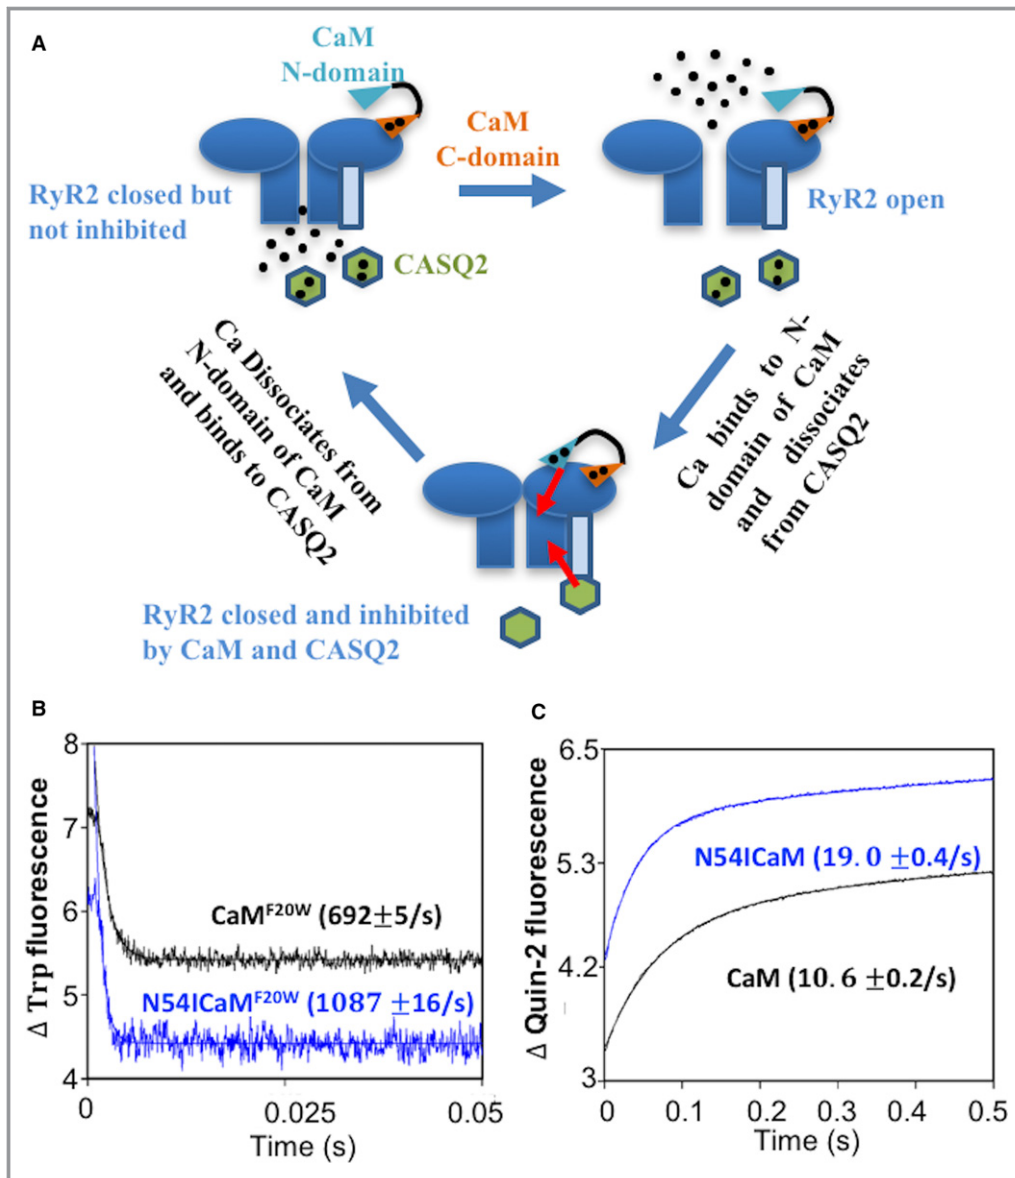 A
CaM
N-domain
CaM
C-domain
RyR2 closed but
not inhibited
RyR2 open
CASQ2
Ca binds to N-
domain of CaM
and dissociates
from CASQ2
Ca Dissociates from
N-domain of CaM
and binds to CASQ2
RyR2 closed and inhibited
by CaM and CASQ2
B
Δ Trp fluorescence
8
7
6
5
4
CaMF20W (692±5/s)
N54ICaMF20W (1087 ±16/s)
0
0.025
0.05
Time (s)
C
Δ Quin-2 fluorescence
6.5
5.3
4.2
3
N54ICaM (19.0 ±0.4/s)
CaM (10.6 ±0.2/s)
0
0.1
0.2
0.3
0.4
0.5
Time (s)